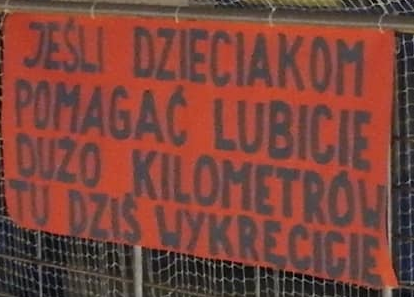 JEŚLI DZIECIAKOM
POMAGAĆ LUBICIE
DUŻO KILOMETRÓW
TU DZIŚ WYKRĘCICIE